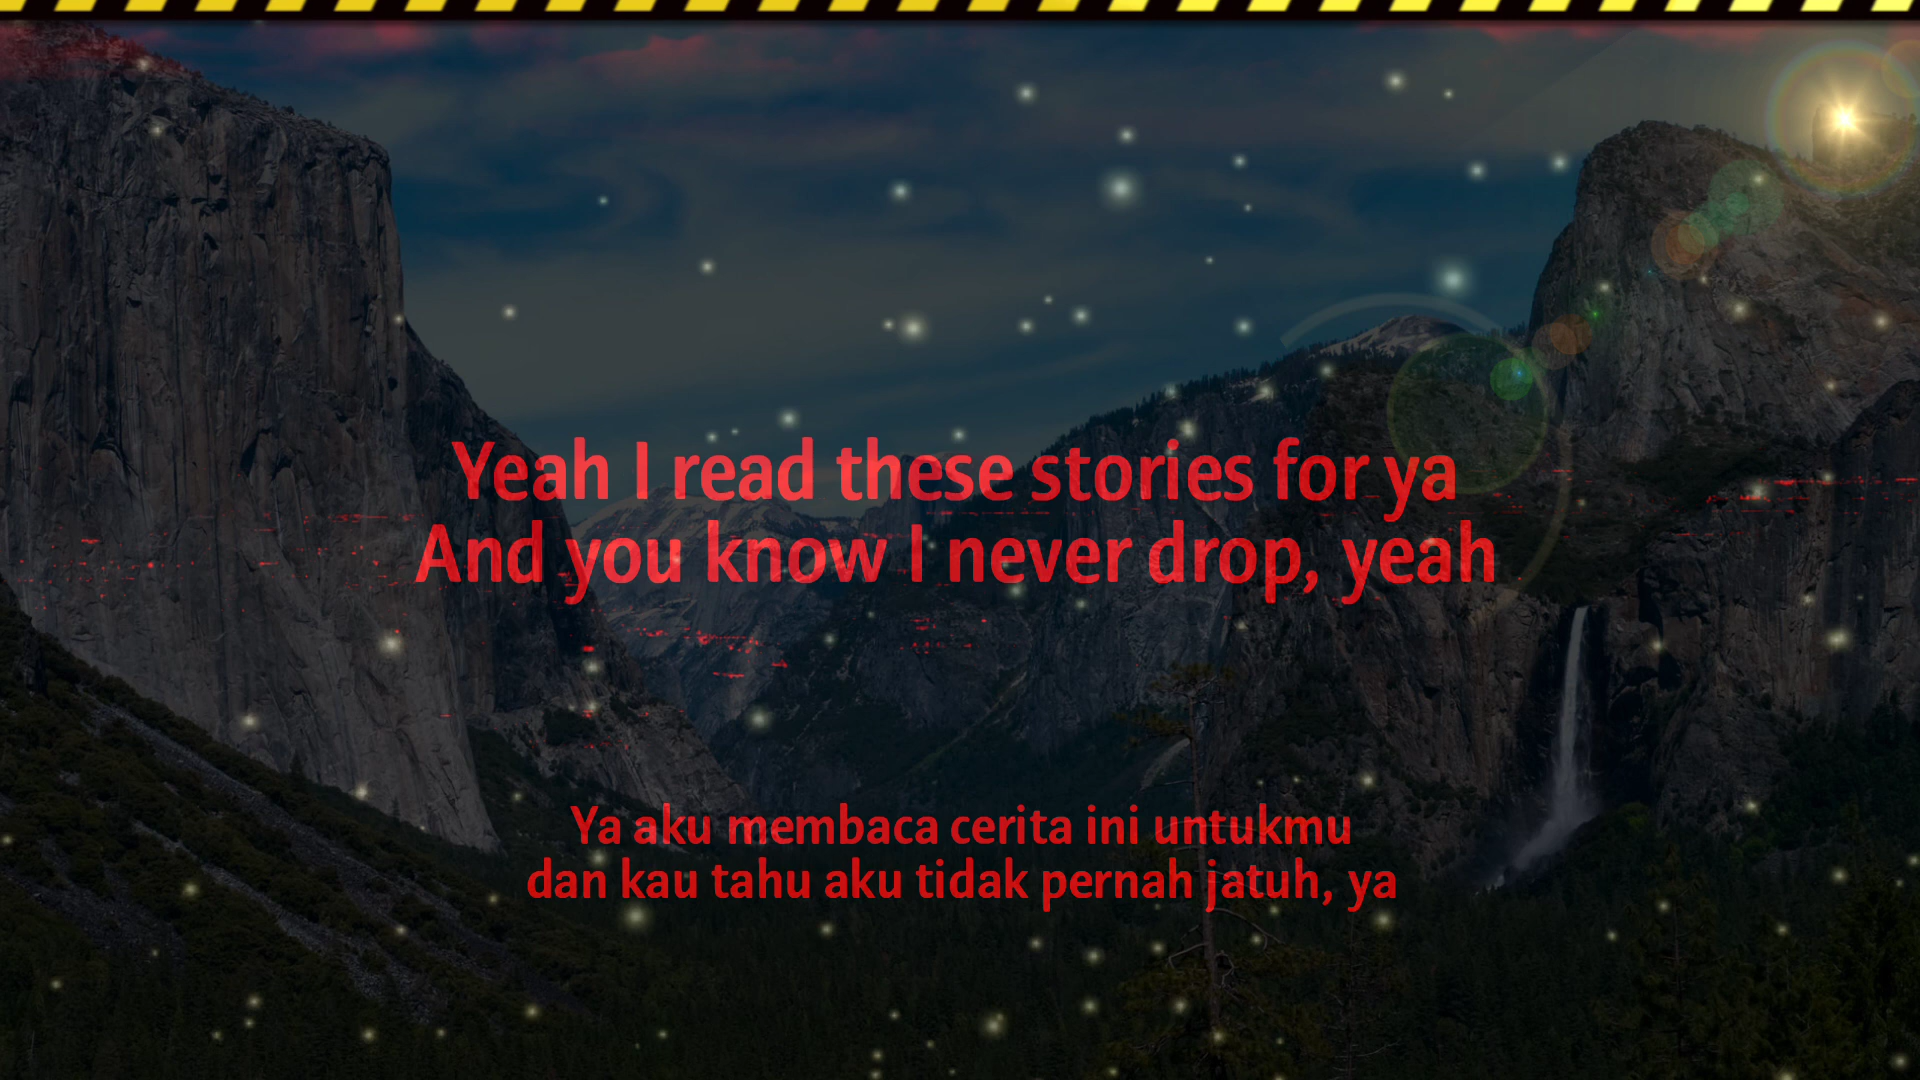 Yeah I read these stories for ya
And you know I never drop, yeah
Ya aku membaca cerita ini untukmu
dan kau tahu aku tidak pernah jatuh, ya